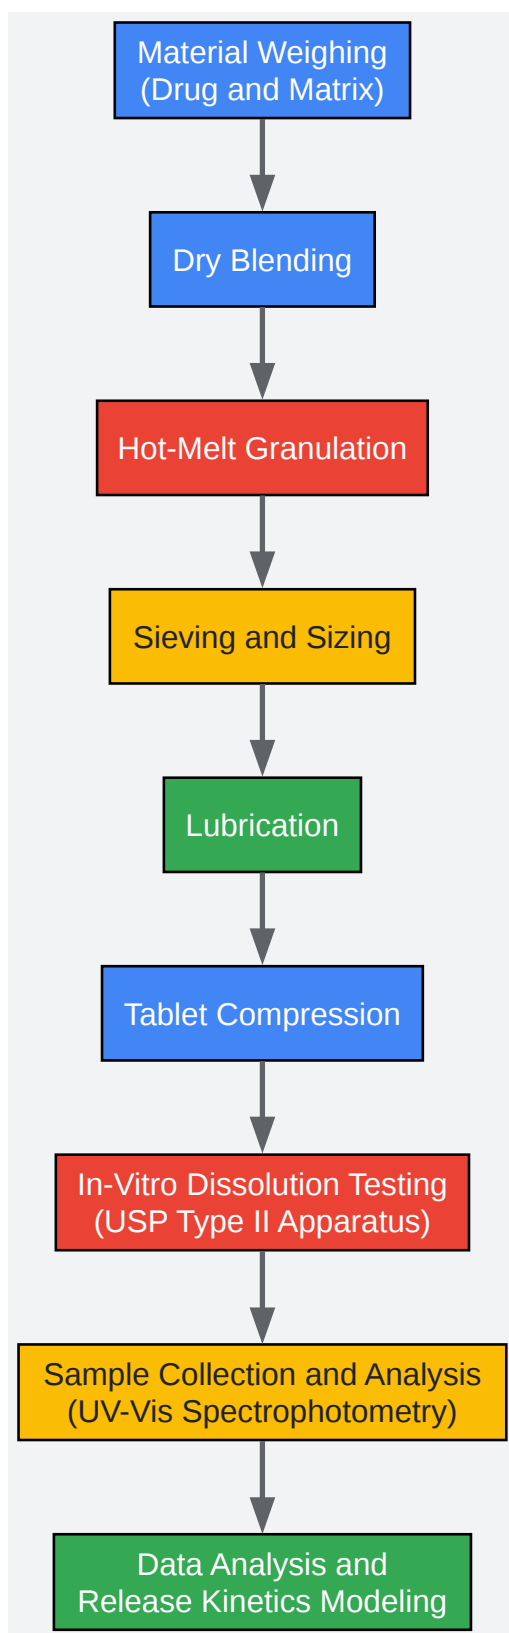 Material Weighing
(Drug and Matrix)
Dry Blending
Hot-Melt Granulation
Sieving and Sizing
Lubrication
Tablet Compression
In-Vitro Dissolution Testing
(USP Type II Apparatus)
Sample Collection and Analysis
(UV-Vis Spectrophotometry)
Data Analysis and
Release Kinetics Modeling